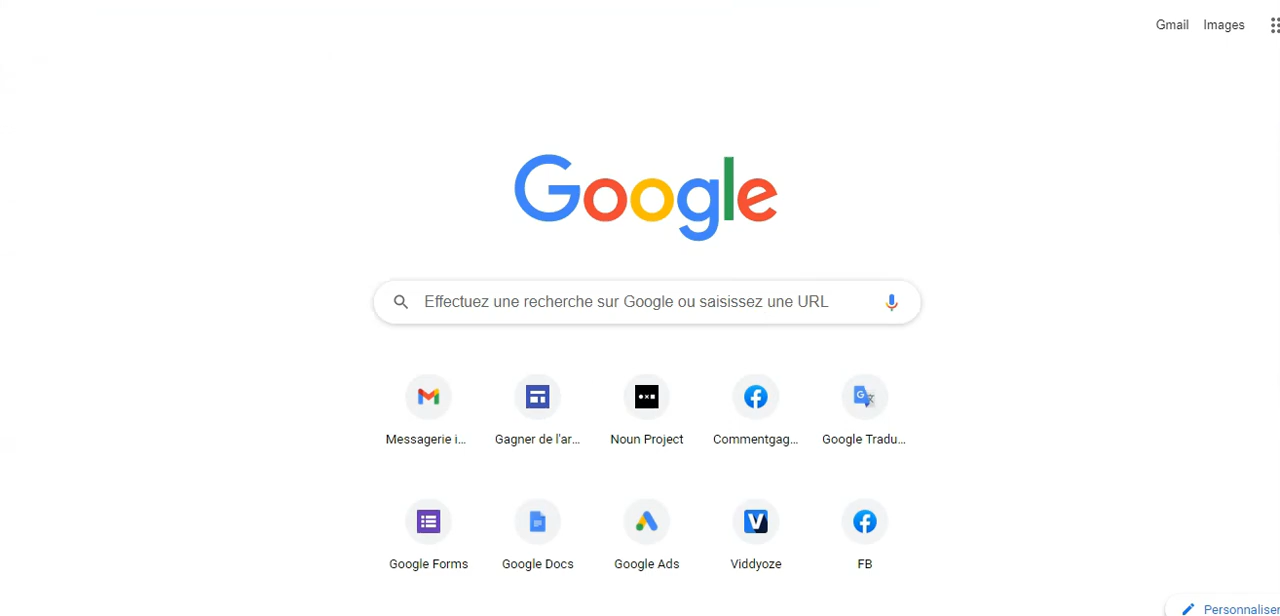 Gmail Images
Google
Effectuez une recherche sur Google ou saisissez une URL
Messagerie i... Gagner de l'ar... Noun Project Commentgag... Google Tradu...
Google Forms Google Docs Google Ads Viddyoze FB
Personnaliser